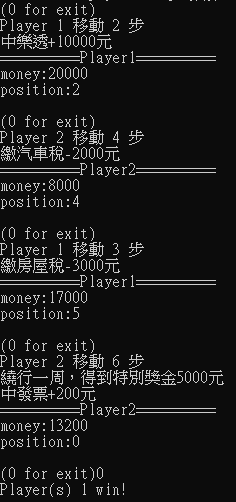 (0 for exit)
Player 1 移動 2 步
中樂透+10000元
==========Player1==========
money:20000
position:2
(0 for exit)
Player 2 移動 4 步
繳汽車稅-2000元
==========Player2==========
money:8000
position:4
(0 for exit)
Player 1 移動 3 步
繳房屋稅-3000元
==========Player1==========
money:17000
position:5
(0 for exit)
Player 2 移動 6 步
繞行一周，得到特別獎金5000元
中發票+200元
==========Player2==========
money:13200
position:0
(0 for exit)0
Player(s) 1 win!